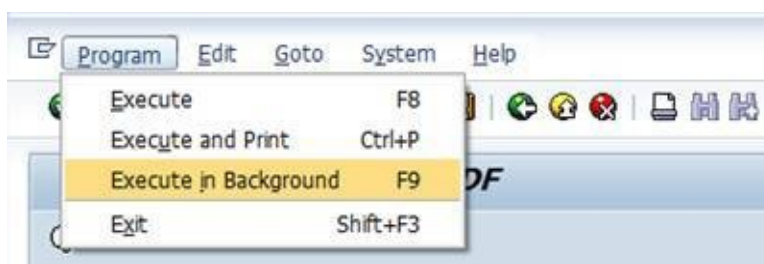 Program Edit Goto System Help
Execute F8
Execute and Print Ctrl+P
Execute in Background F9
DF
Exit Shift+F3